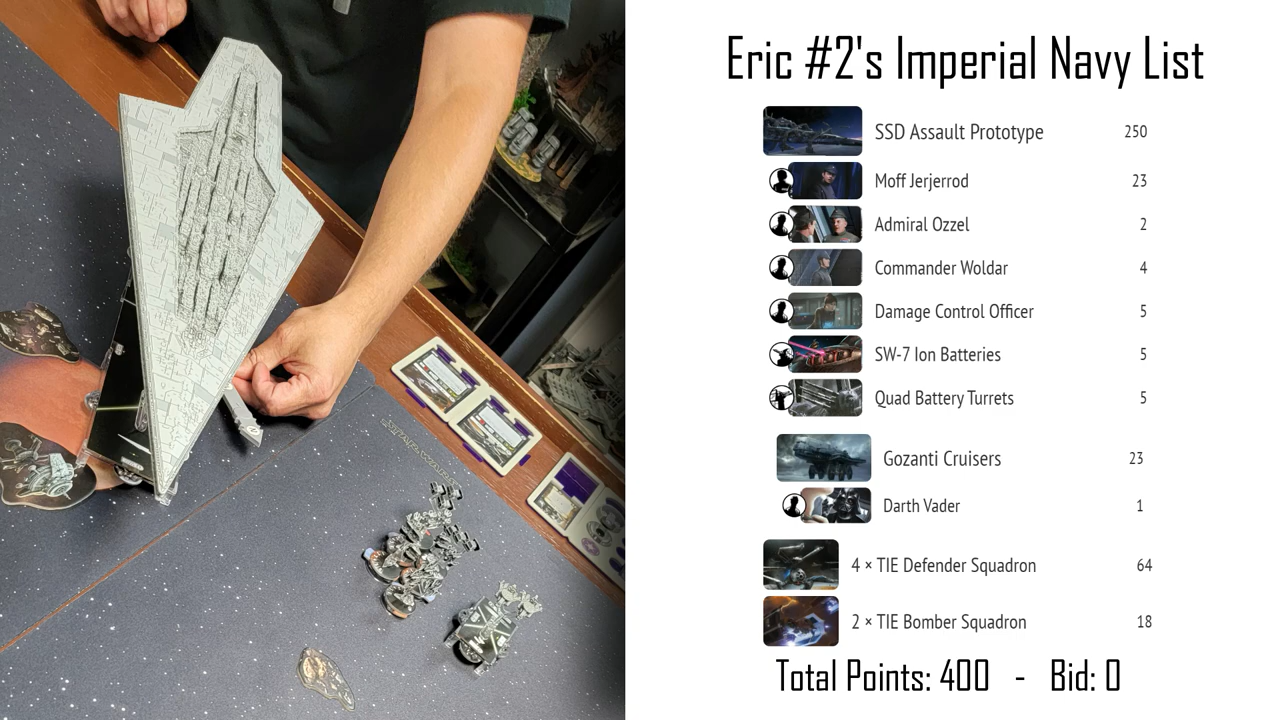 Eric #2's Imperial Navy List
SSD Assault Prototype 250
Moff Jerjerrod 23
Admiral Ozzel 2
Commander Woldar 4
Damage Control Officer 5
SW-7 Ion Batteries 5
Quad Battery Turrets 5
Gozanti Cruisers 23
Darth Vader 1
4 × TIE Defender Squadron 64
2 × TIE Bomber Squadron 18
Total Points: 400 - Bid: 0
STAR WARS